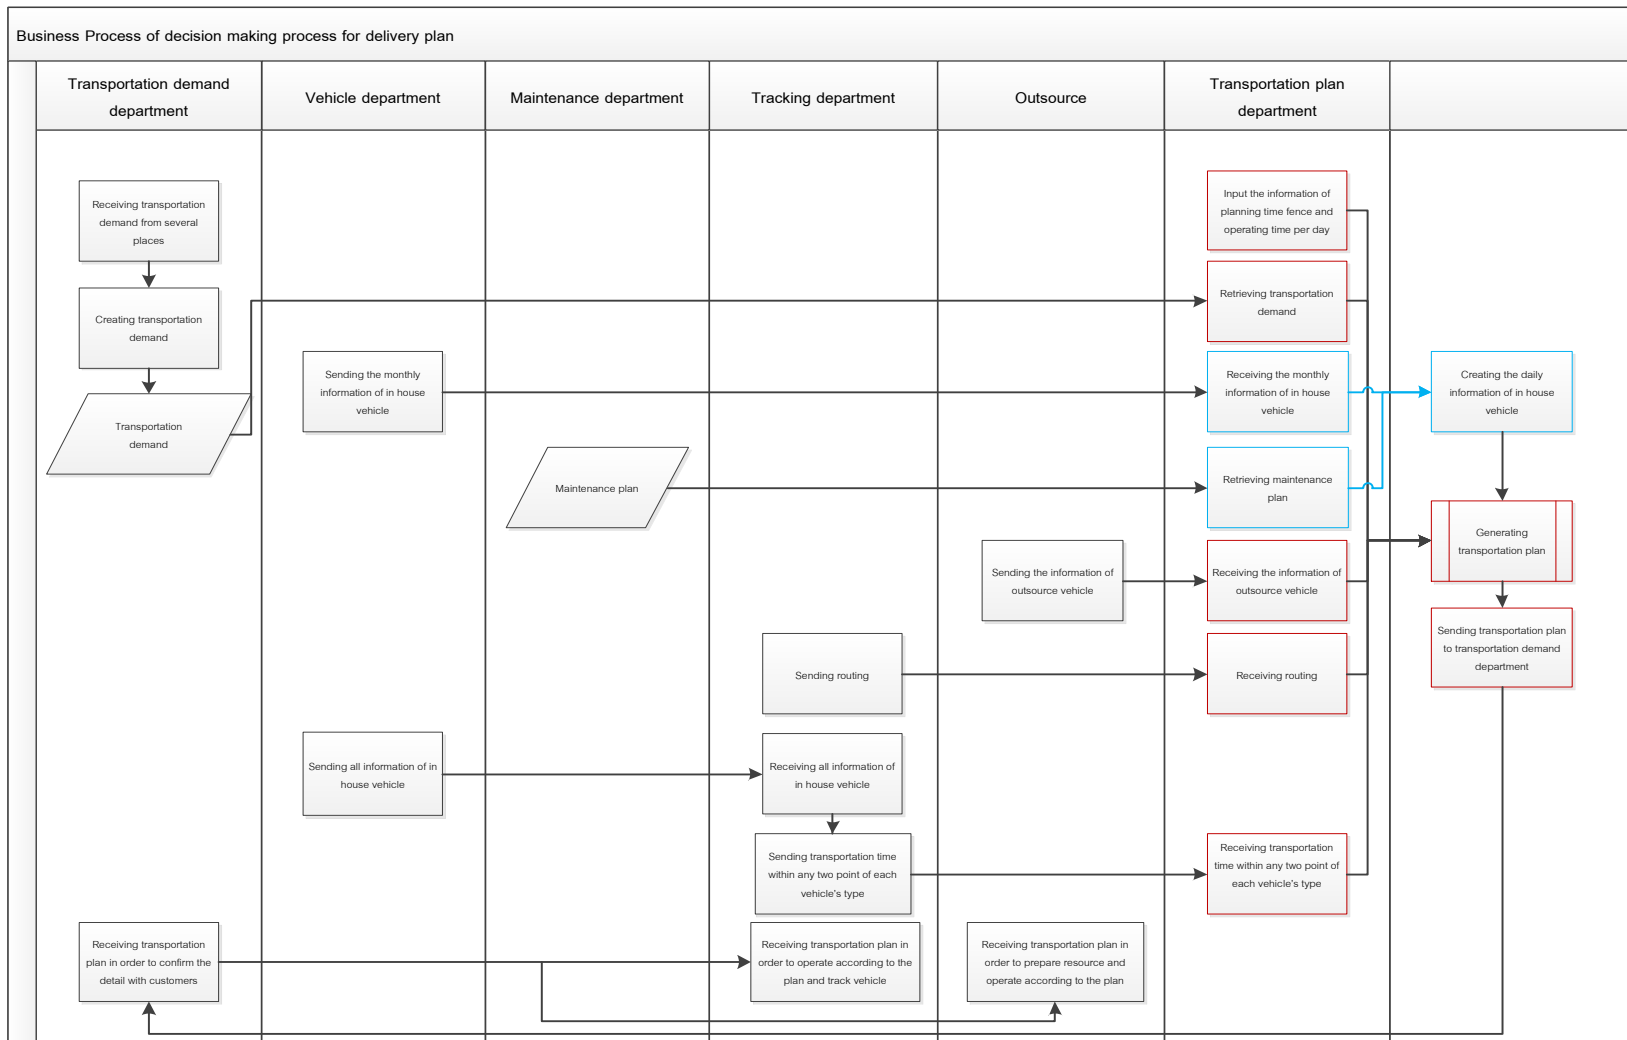 Business Process of decision making process for delivery plan
Transportation demand
department
Vehicle department
Maintenance department
Tracking department
Outsource
Transportation plan
department
Receiving transportation
demand from several
places
Input the information of
planning time fence and
operating time per day
Creating transportation
demand
Retrieving transportation
demand
Transportation
demand
Sending the monthly
information of in house
vehicle
Receiving the monthly
information of in house
vehicle
Creating the daily
information of in house
vehicle
Maintenance plan
Retrieving maintenance
plan
Generating
transportation plan
Sending the information of
outsource vehicle
Receiving the information of
outsource vehicle
Sending routing
Receiving routing
Sending transportation plan
to transportation demand
department
Sending all information of in
house vehicle
Receiving all information of
in house vehicle
Sending transportation time
within any two point of each
vehicle's type
Receiving transportation
time within any two point of
each vehicle's type
Receiving transportation
plan in order to confirm the
detail with customers
Receiving transportation plan in
order to operate according to the
plan and track vehicle
Receiving transportation plan in
order to prepare resource and
operate according to the plan